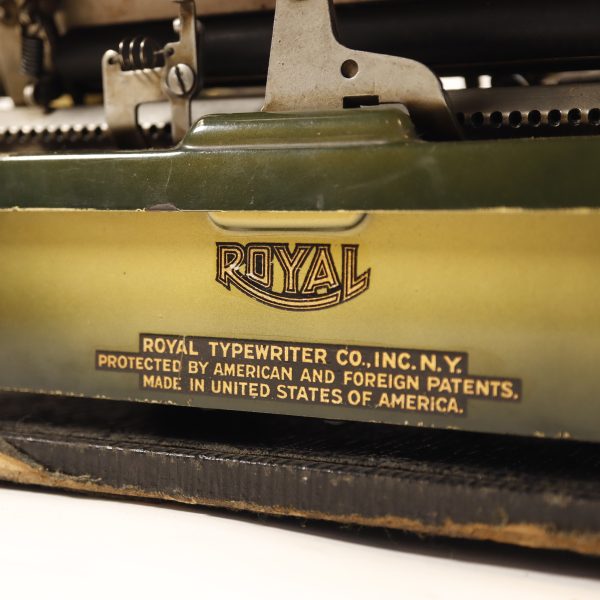 ROYAL
ROYAL TYPEWRITER CO., INC. N.Y.
PROTECTED BY AMERICAN AND FOREIGN PATENTS.
MADE IN UNITED STATES OF AMERICA.